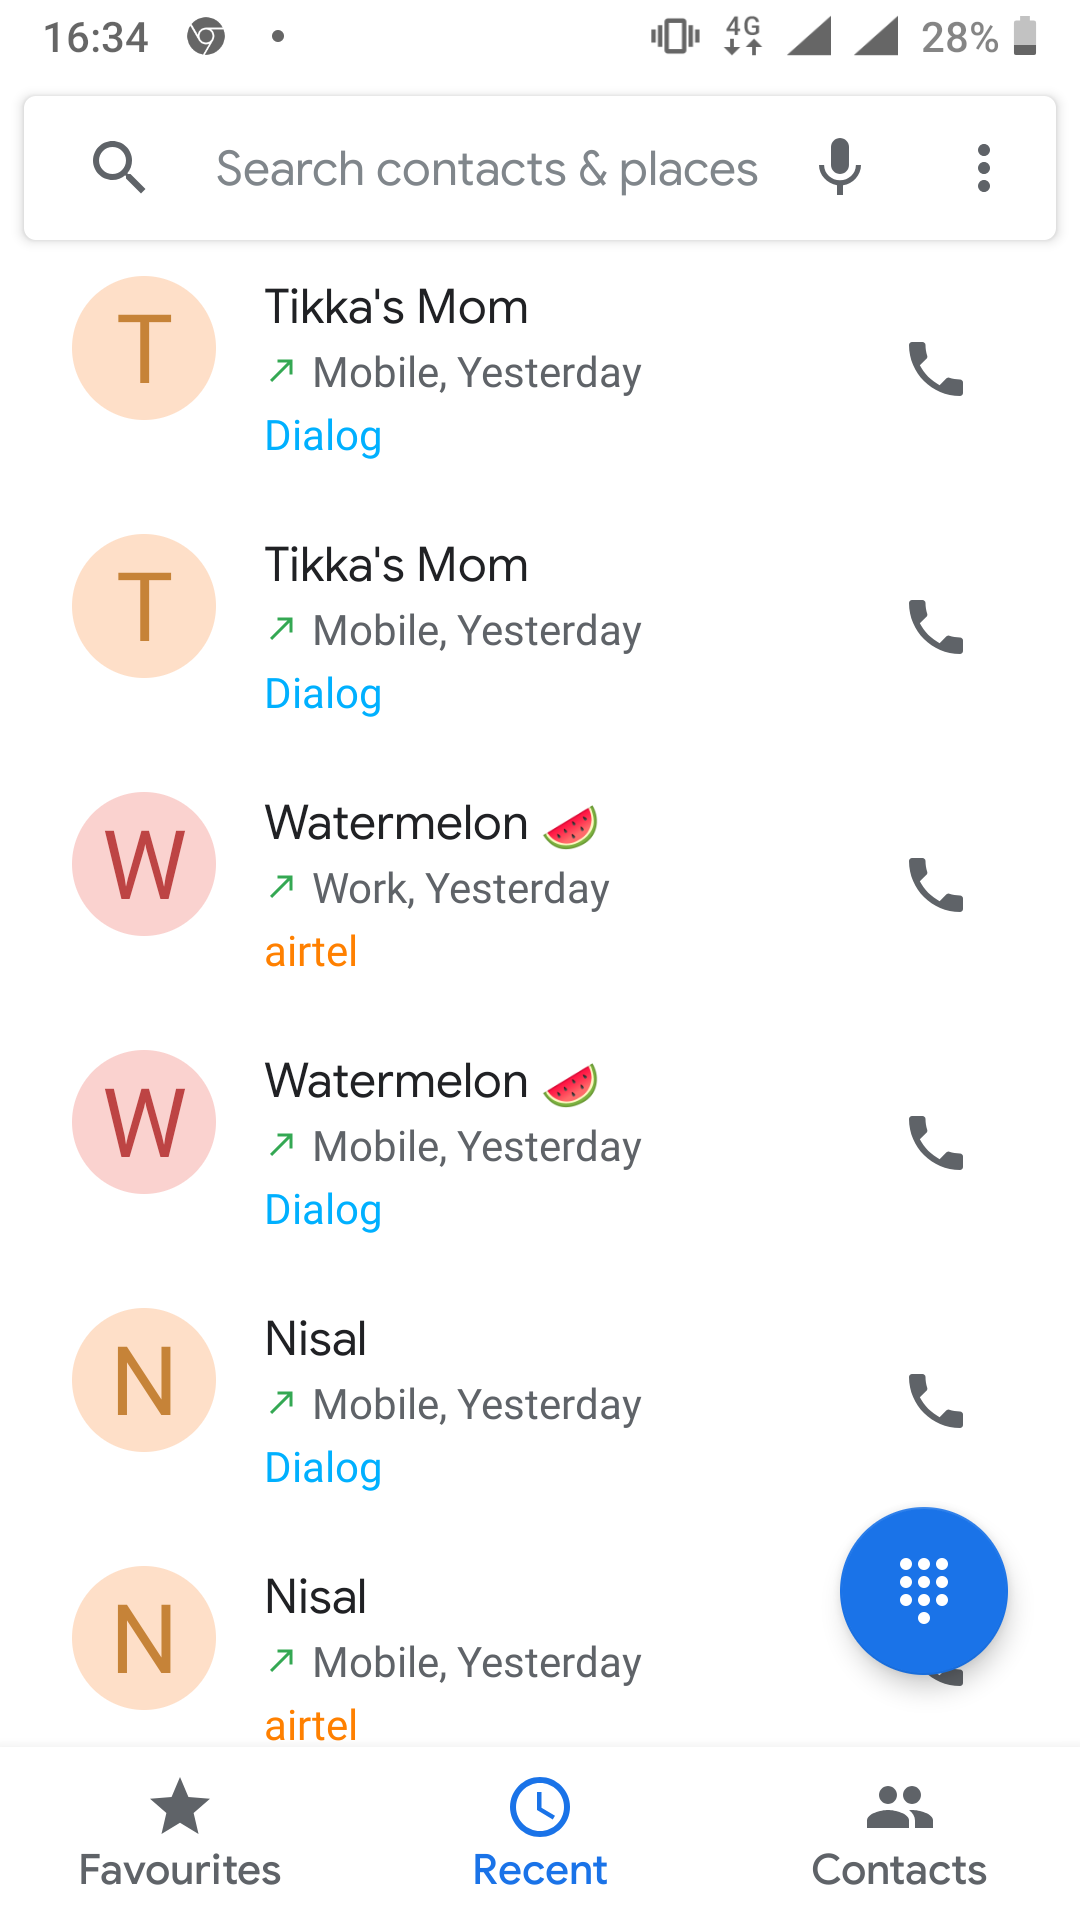 16:34 4G 28%
Search contacts & places
T Tikka's Mom
Mobile, Yesterday
Dialog
T Tikka's Mom
Mobile, Yesterday
Dialog
W Watermelon 🍉
Work, Yesterday
airtel
W Watermelon 🍉
Mobile, Yesterday
Dialog
N Nisal
Mobile, Yesterday
Dialog
N Nisal
Mobile, Yesterday
airtel
Favourites Recent Contacts